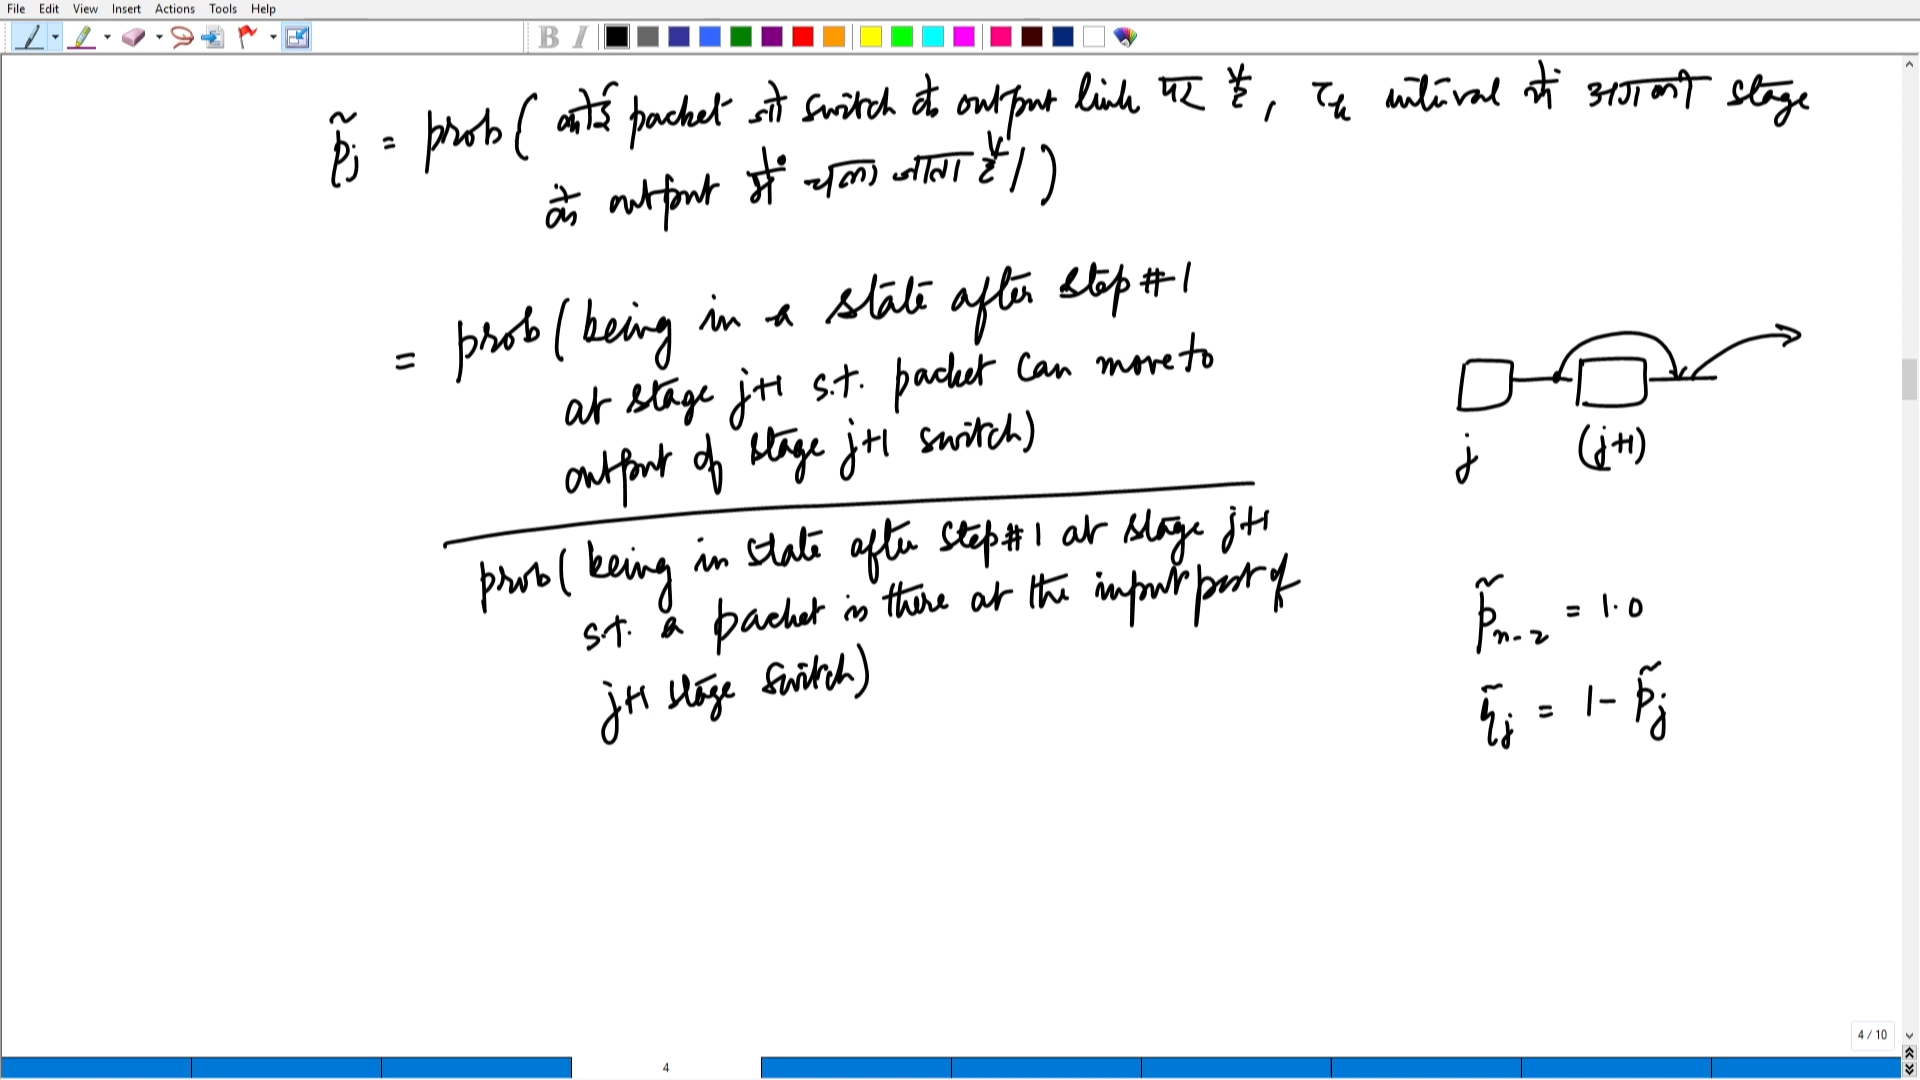 File Edit View Insert Actions Tools Help
B I
p̃j = prob( कोई packet जो switch के output link पर है, τk interval में अगली stage
के output में चला जाता है।)
= prob(being in a state after step #1
at stage j+1 s.t. packet can move to
output of stage j+1 switch)
prob( being in state after step #1 at stage j+1
s.t. a packet is there at the input port of
j+1 stage switch)
j (j+1)
p̃n-2 = 1.0
q̃j = 1 - p̃j
4 / 10
4